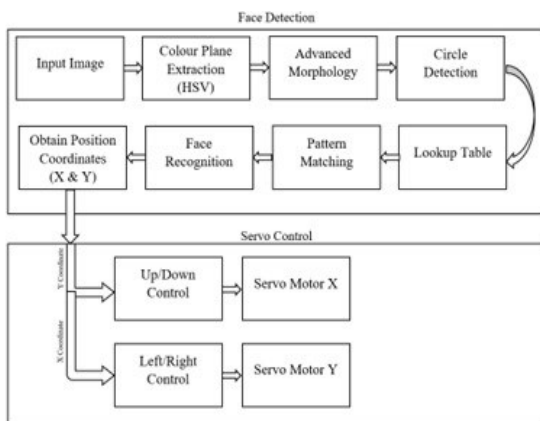 Face Detection
Input Image
Colour Plane
Extraction
(HSV)
Advanced
Morphology
Circle
Detection
Lookup Table
Pattern
Matching
Face
Recognition
Obtain Position
Coordinates
(X & Y)
Servo Control
Y Coordinate
Up/Down
Control
Servo Motor X
X Coordinate
Left/Right
Control
Servo Motor Y